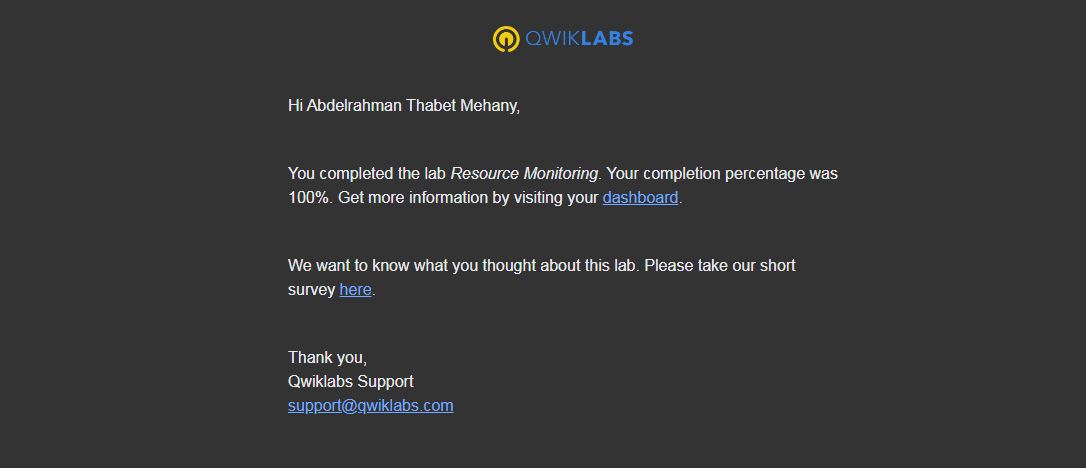 QWIKLABS
Hi Abdelrahman Thabet Mehany,
You completed the lab Resource Monitoring. Your completion percentage was
100%. Get more information by visiting your dashboard.
We want to know what you thought about this lab. Please take our short
survey here.
Thank you,
Qwiklabs Support
support@qwiklabs.com